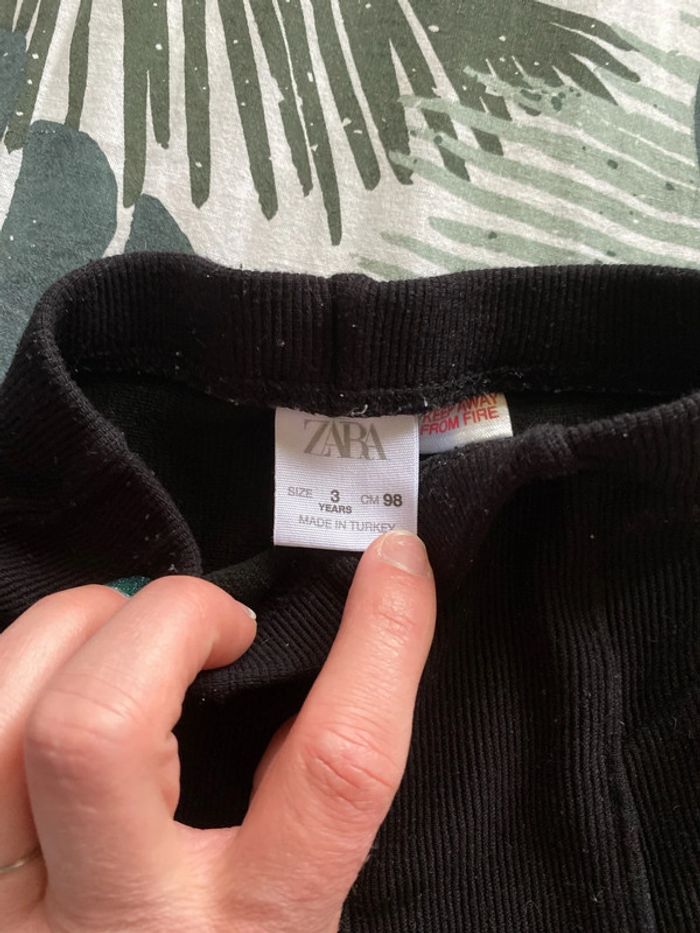 ZARA
SIZE 3 CM 98
YEARS
MADE IN TURKEY
KEEP AWAY
FROM FIRE